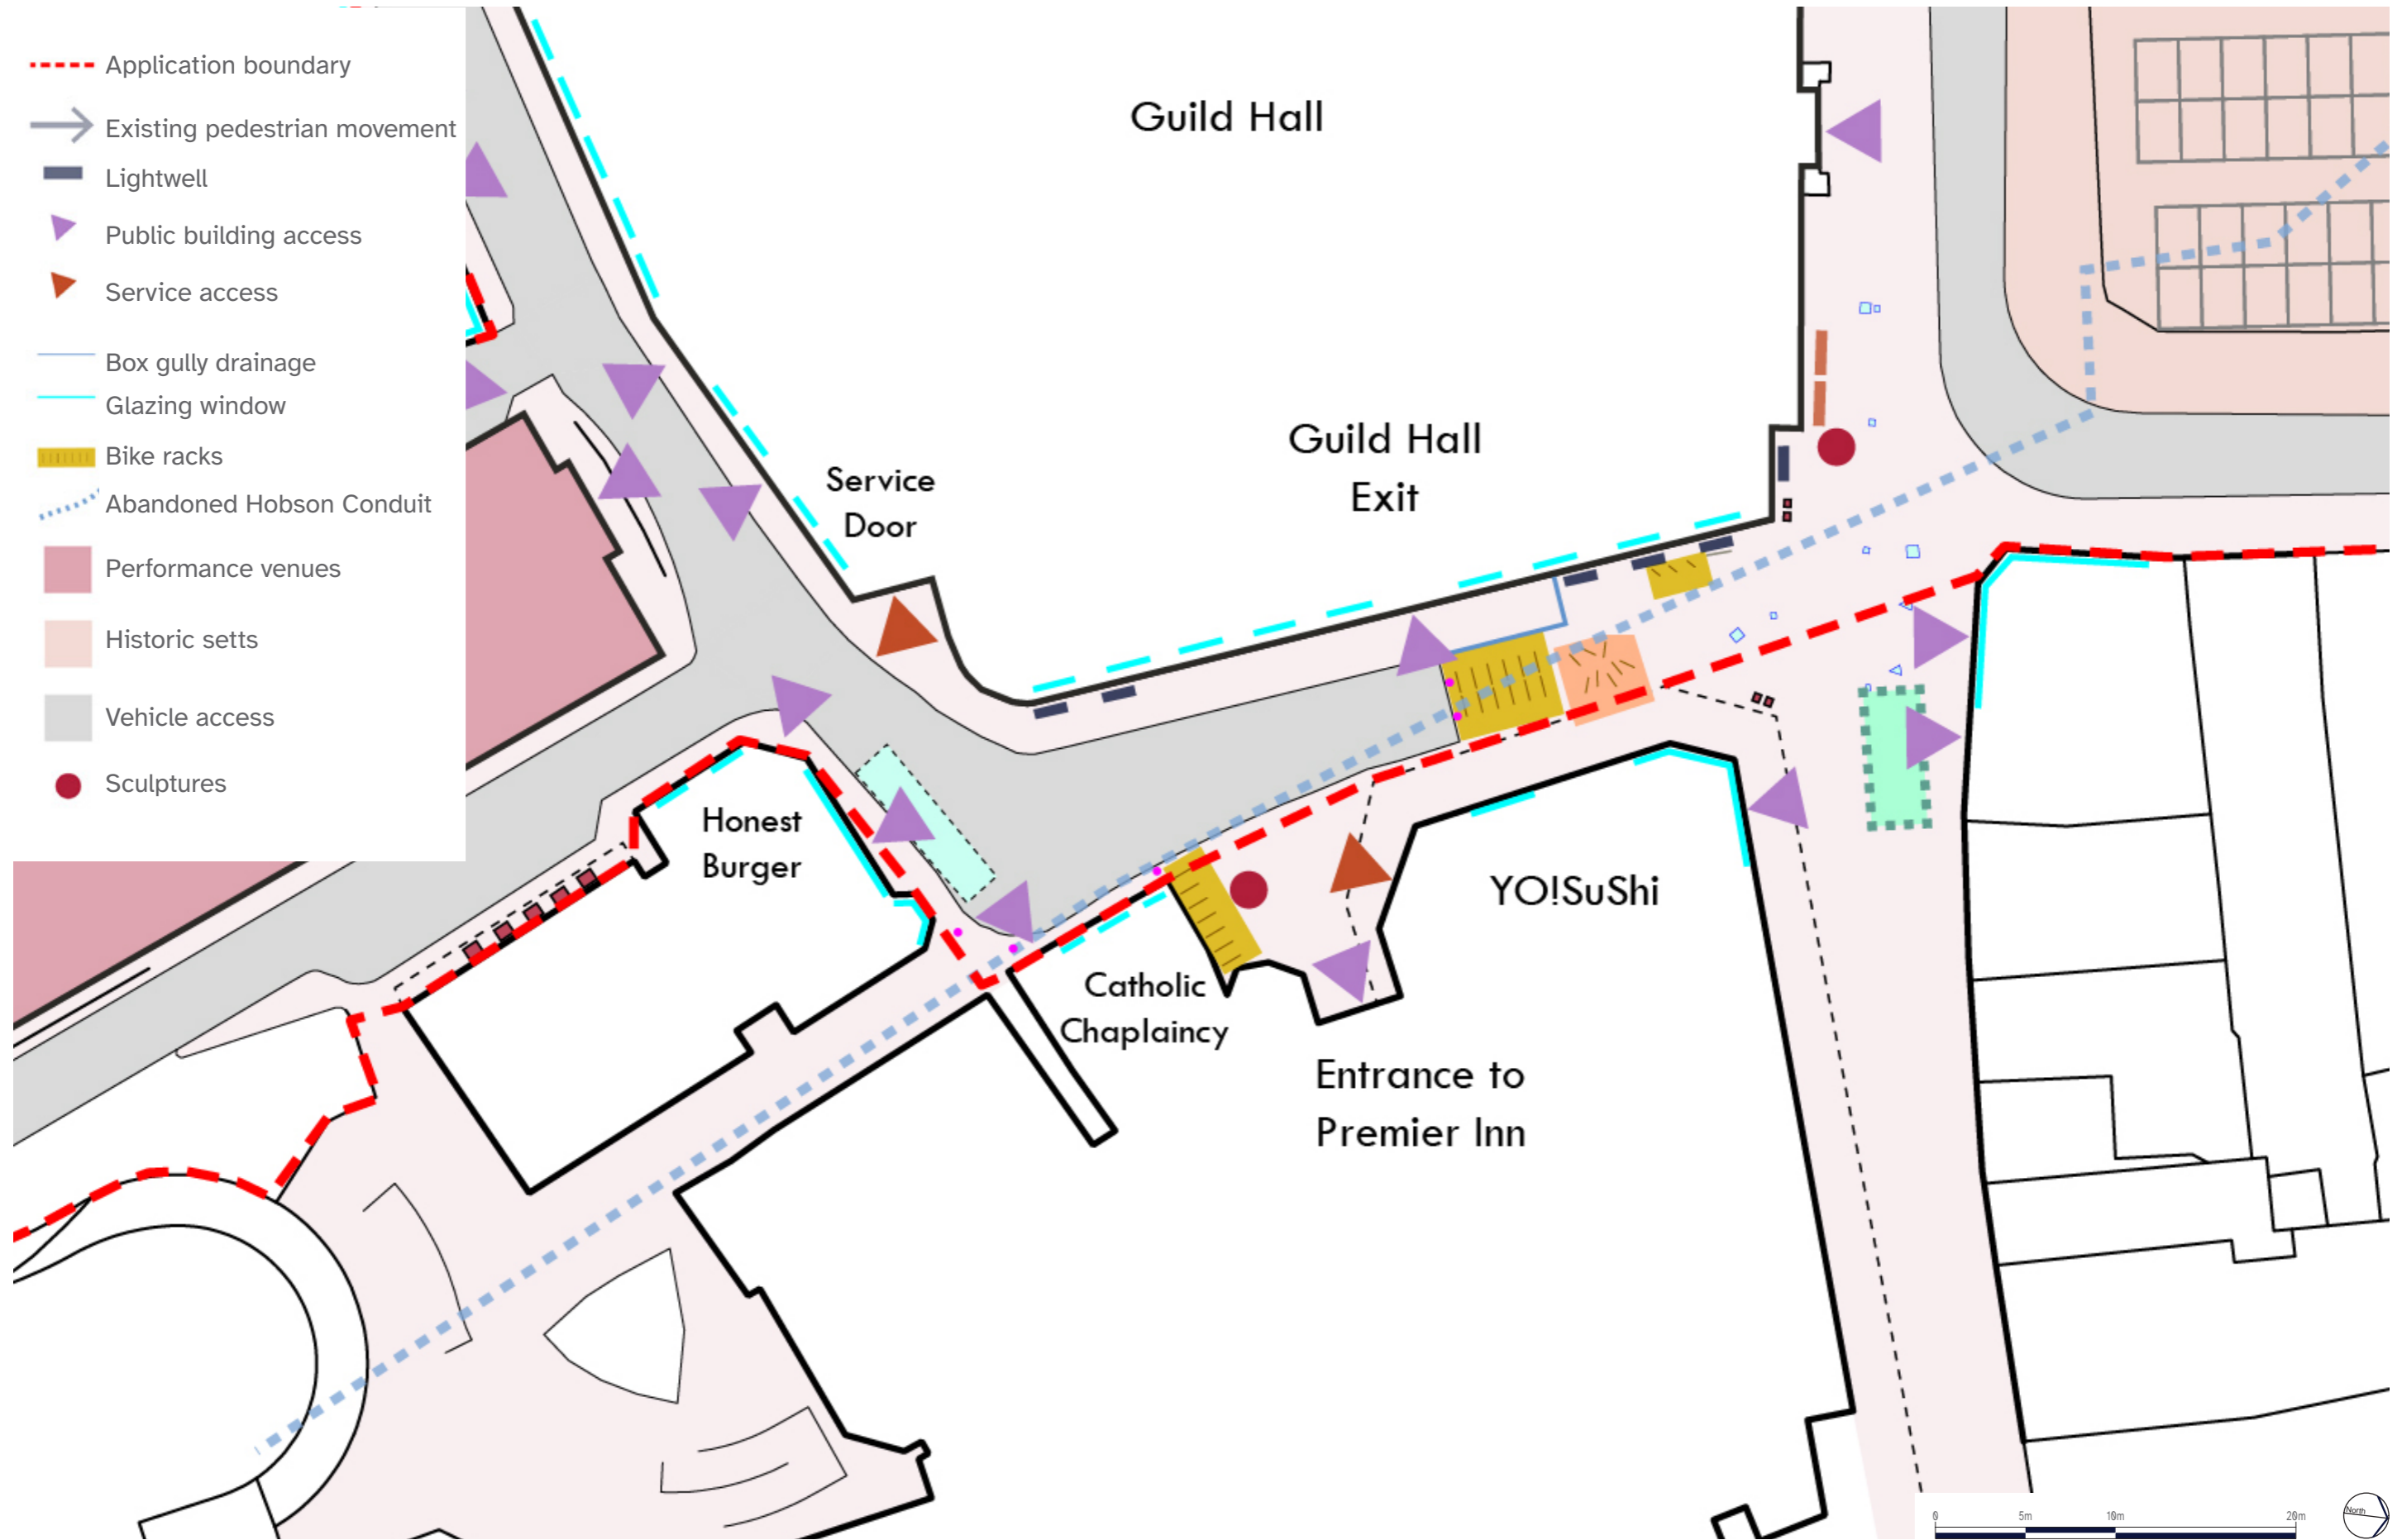 Application boundary
Existing pedestrian movement
Lightwell
Public building access
Service access
Box gully drainage
Glazing window
Bike racks
Abandoned Hobson Conduit
Performance venues
Historic setts
Vehicle access
Sculptures
Guild Hall
Guild Hall
Exit
Service
Door
Honest
Burger
YO!SuShi
Catholic
Chaplaincy
Entrance to
Premier Inn
0 5m 10m 20m
North